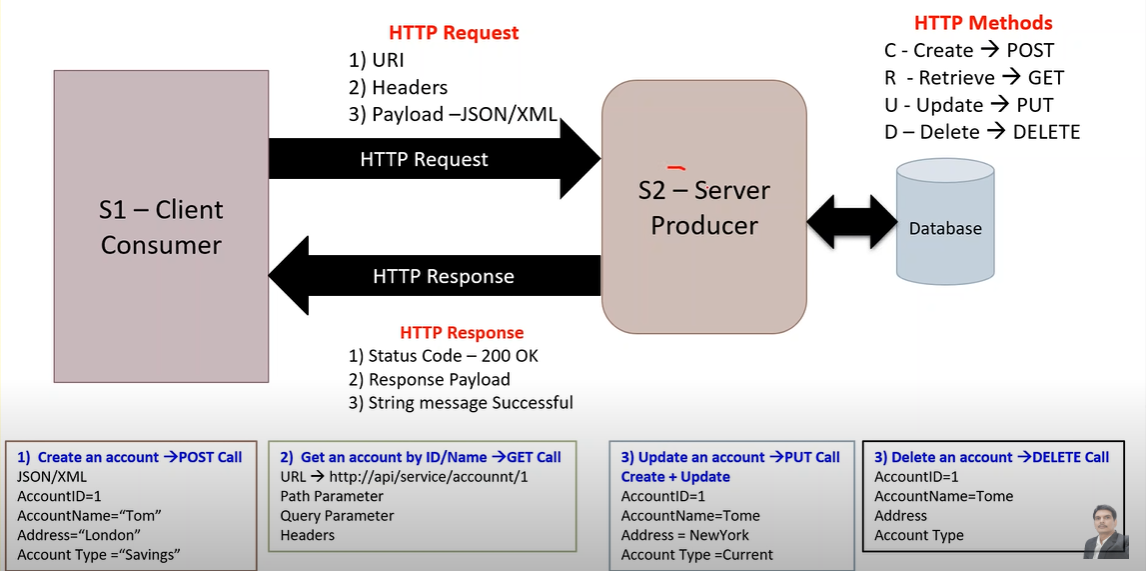 HTTP Request
1) URI
2) Headers
3) Payload –JSON/XML
HTTP Methods
C - Create → POST
R - Retrieve → GET
U - Update → PUT
D – Delete → DELETE
S1 – Client
Consumer
HTTP Request
S2 – Server
Producer
Database
HTTP Response
HTTP Response
1) Status Code – 200 OK
2) Response Payload
3) String message Successful
1) Create an account →POST Call
JSON/XML
AccountID=1
AccountName=“Tom”
Address=“London”
Account Type =“Savings”
2) Get an account by ID/Name →GET Call
URL → http://api/service/accounnt/1
Path Parameter
Query Parameter
Headers
3) Update an account →PUT Call
Create + Update
AccountID=1
AccountName=Tome
Address = NewYork
Account Type =Current
3) Delete an account →DELETE Call
AccountID=1
AccountName=Tome
Address
Account Type